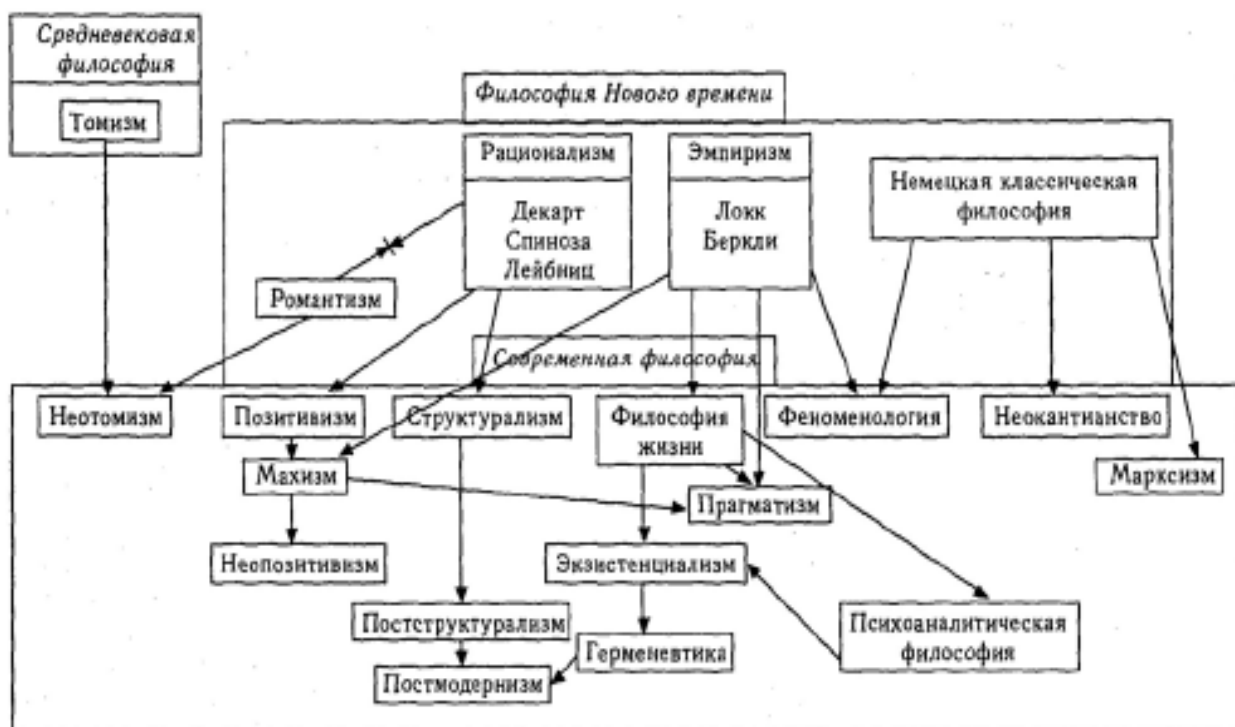 Средневековая
философия
Томизм
Философия Нового времени
Рационализм
Декарт
Спиноза
Лейбниц
Эмпиризм
Локк
Беркли
Немецкая классическая
философия
Романтизм
Современная философия
Неотомизм
Позитивизм
Структурализм
Философия
жизни
Феноменология
Неокантианство
Махизм
Прагматизм
Марксизм
Неопозитивизм
Экзистенциализм
Постструктурализм
Герменевтика
Психоаналитическая
философия
Постмодернизм